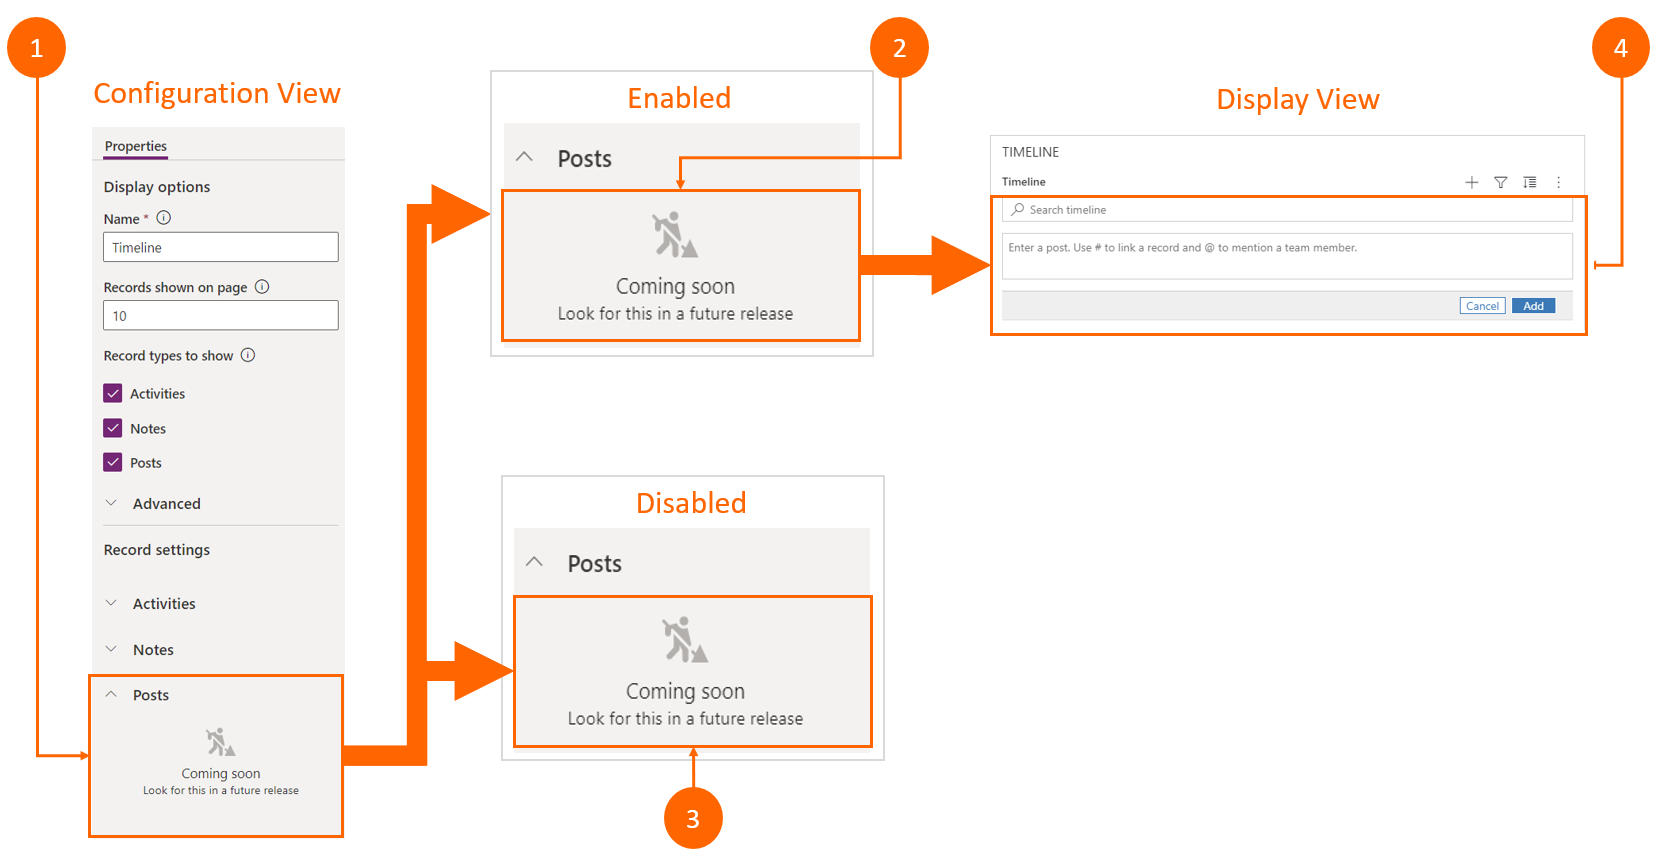 1
Configuration View
Properties
Display options
Name *
Timeline
Records shown on page
10
Record types to show
Activities
Notes
Posts
Advanced
Record settings
Activities
Notes
Posts
Coming soon
Look for this in a future release
2
Enabled
Posts
Coming soon
Look for this in a future release
Disabled
Posts
Coming soon
Look for this in a future release
3
4
Display View
TIMELINE
Timeline
Search timeline
Enter a post. Use # to link a record and @ to mention a team member.
Cancel Add